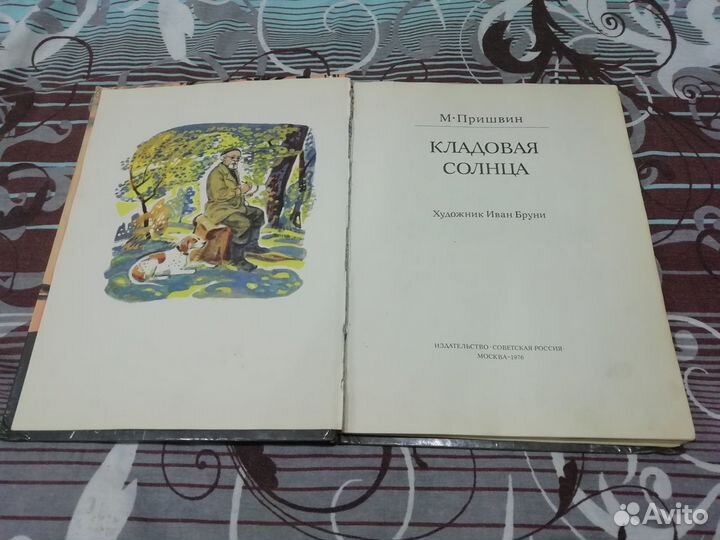 М·Пришвин
КЛАДОВАЯ
СОЛНЦА
Художник Иван Бруни
ИЗДАТЕЛЬСТВО·СОВЕТСКАЯ РОССИЯ·
МОСКВА-1976
Avito